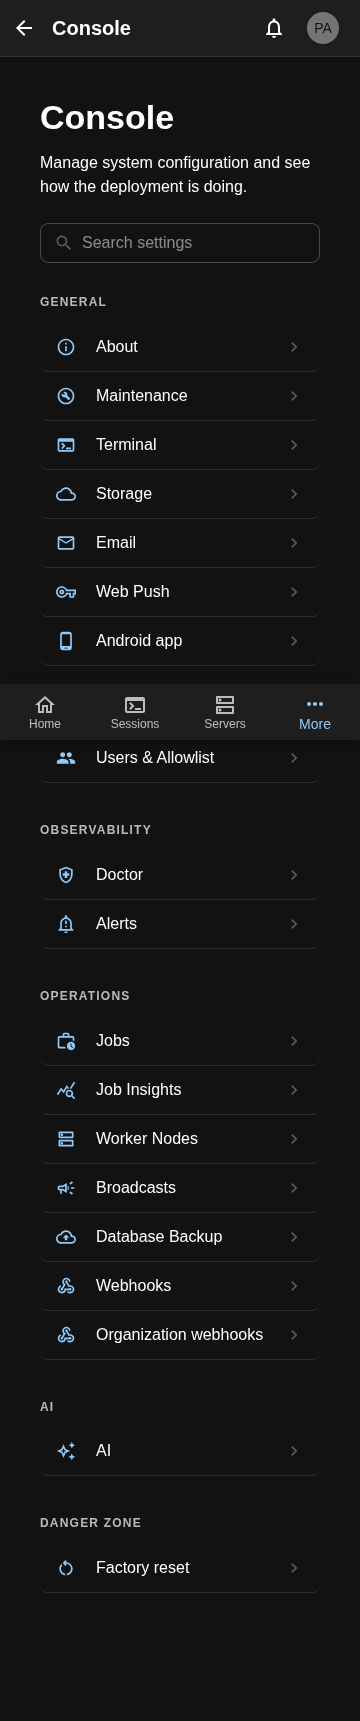 Console
PA
Console
Manage system configuration and see
how the deployment is doing.
Search settings
GENERAL
About
Maintenance
Terminal
Storage
Email
Web Push
Android app
Home
Sessions
Servers
More
Users & Allowlist
OBSERVABILITY
Doctor
Alerts
OPERATIONS
Jobs
Job Insights
Worker Nodes
Broadcasts
Database Backup
Webhooks
Organization webhooks
AI
AI
DANGER ZONE
Factory reset